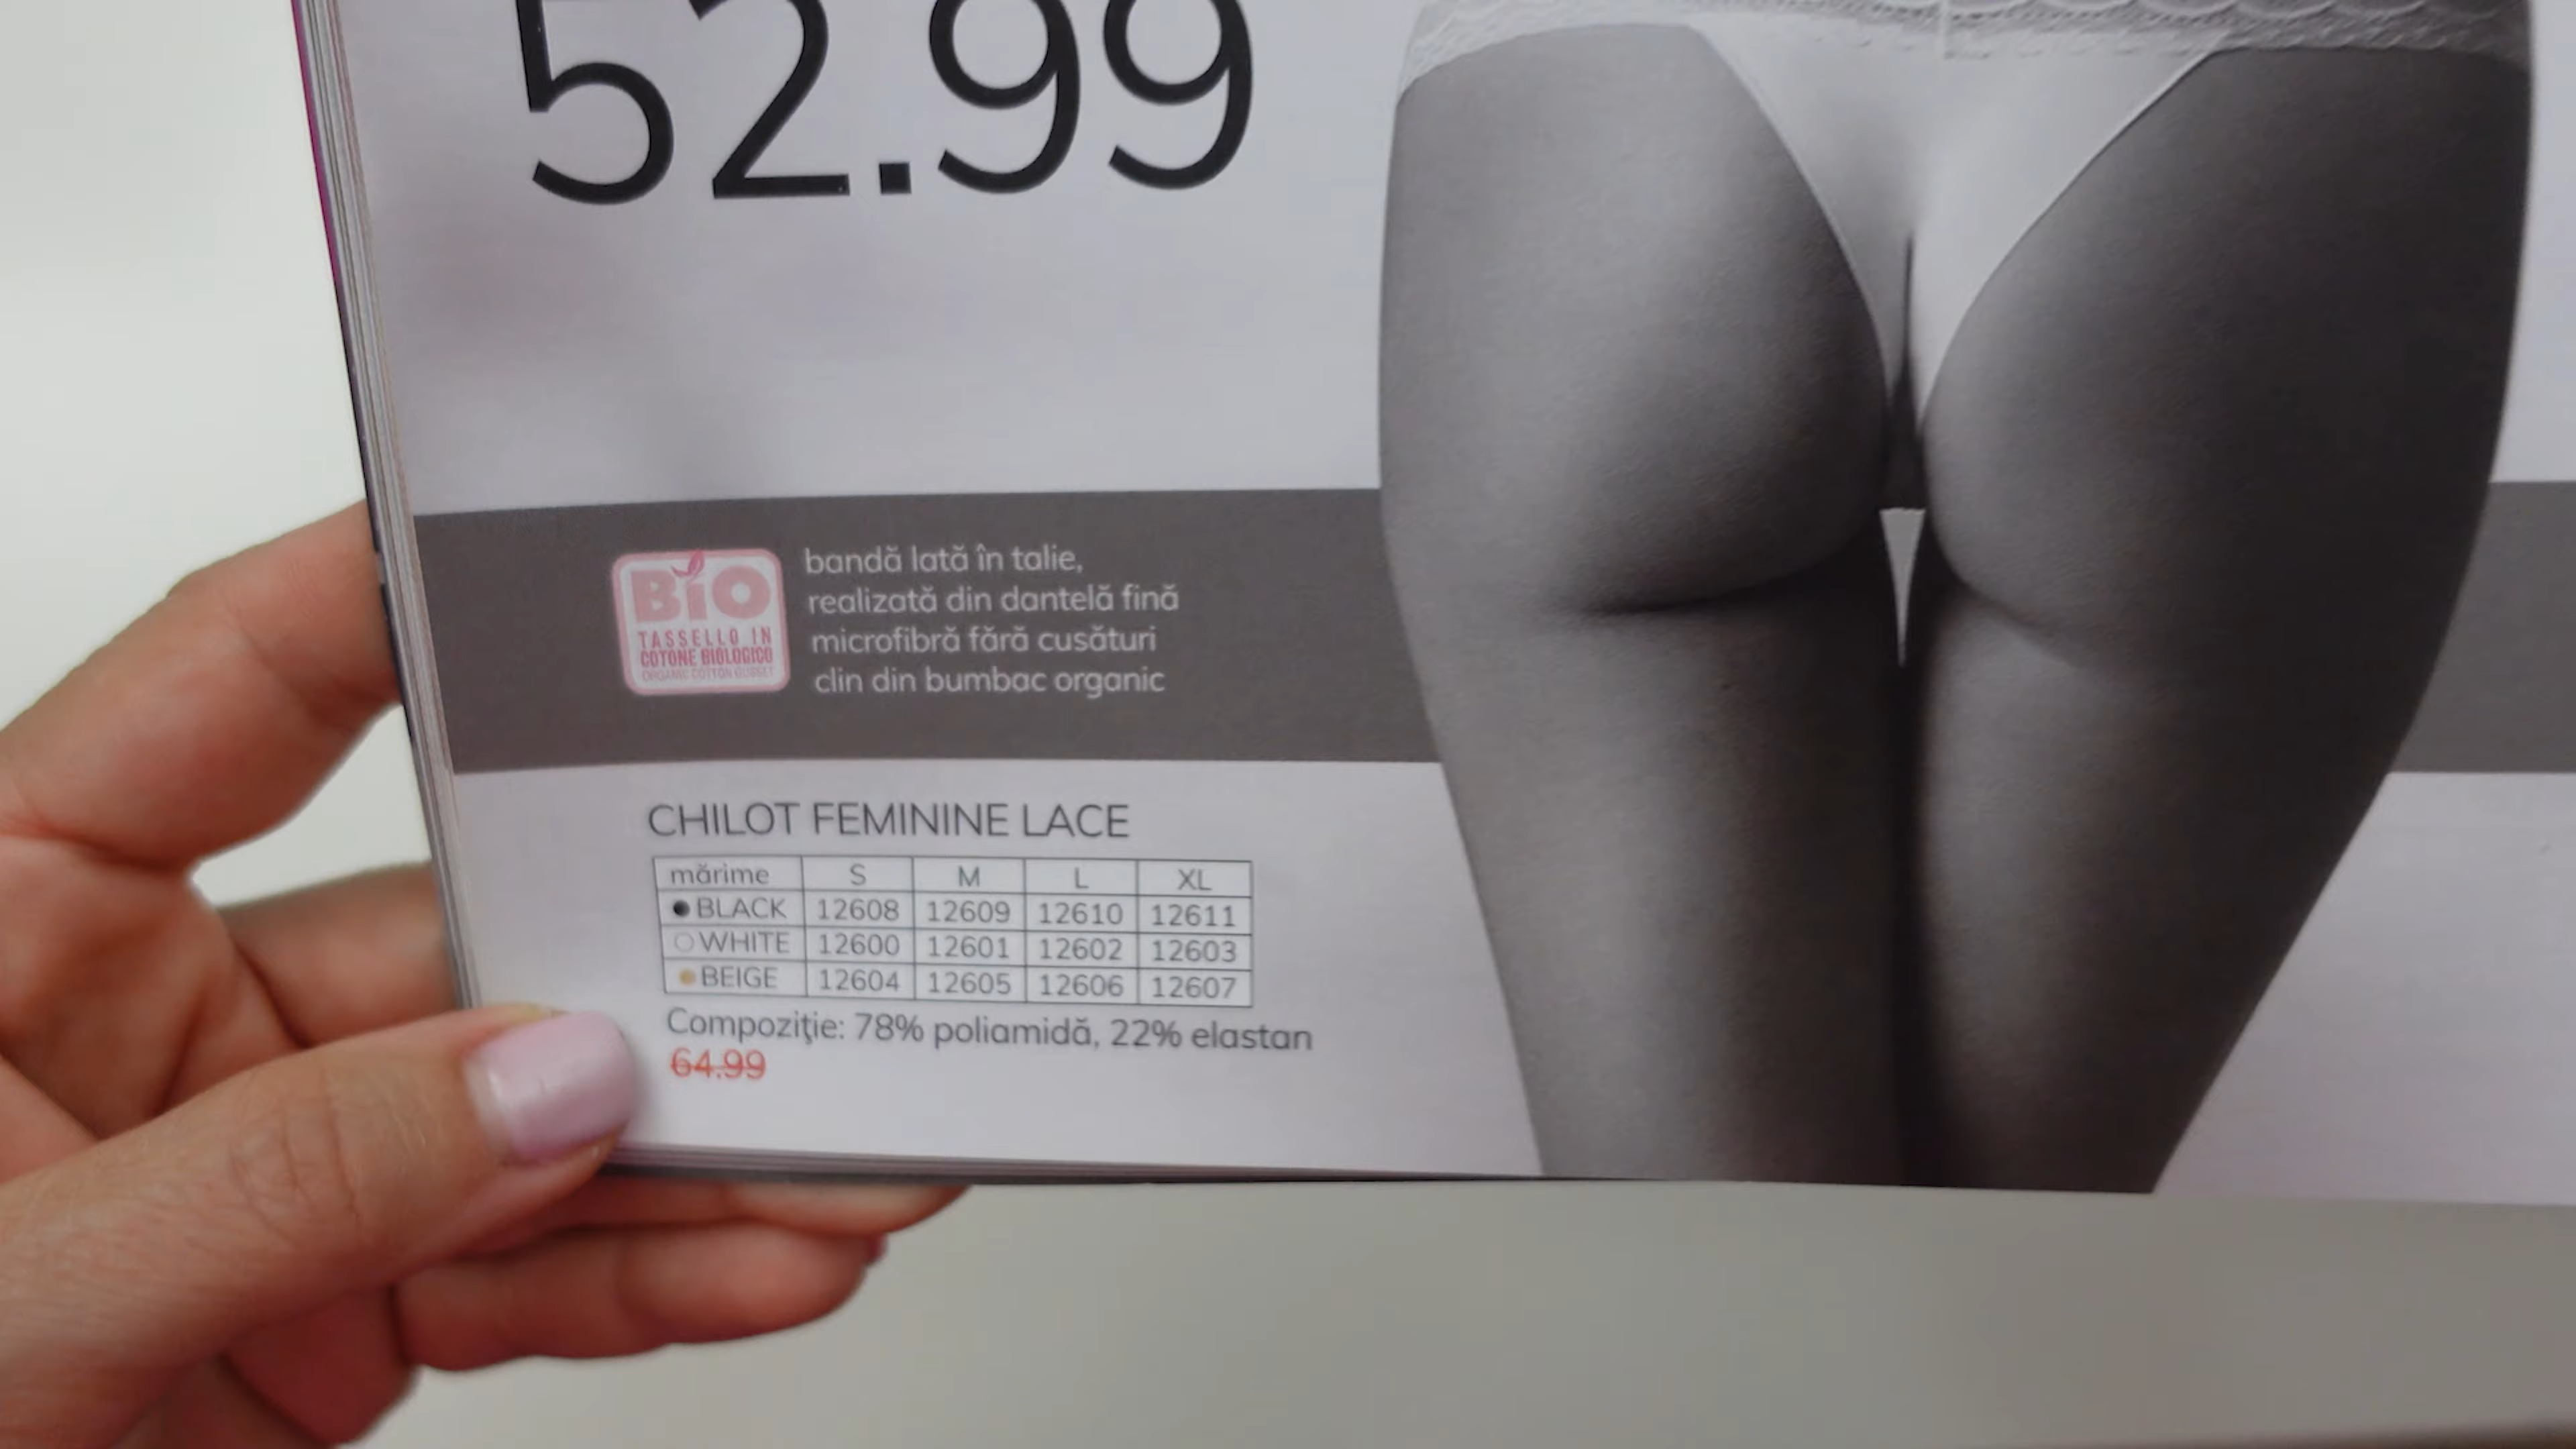 52.99
BiO
TASSELLO IN
COTONE BIOLOGICO
ORGANIC COTTON GUSSET
bandă lată în talie,
realizată din dantelă fină
microfibră fără cusături
clin din bumbac organic
CHILOT FEMININE LACE
mărime S M L XL
BLACK 12608 12609 12610 12611
WHITE 12600 12601 12602 12603
BEIGE 12604 12605 12606 12607
Compoziţie: 78% poliamidă, 22% elastan
64.99